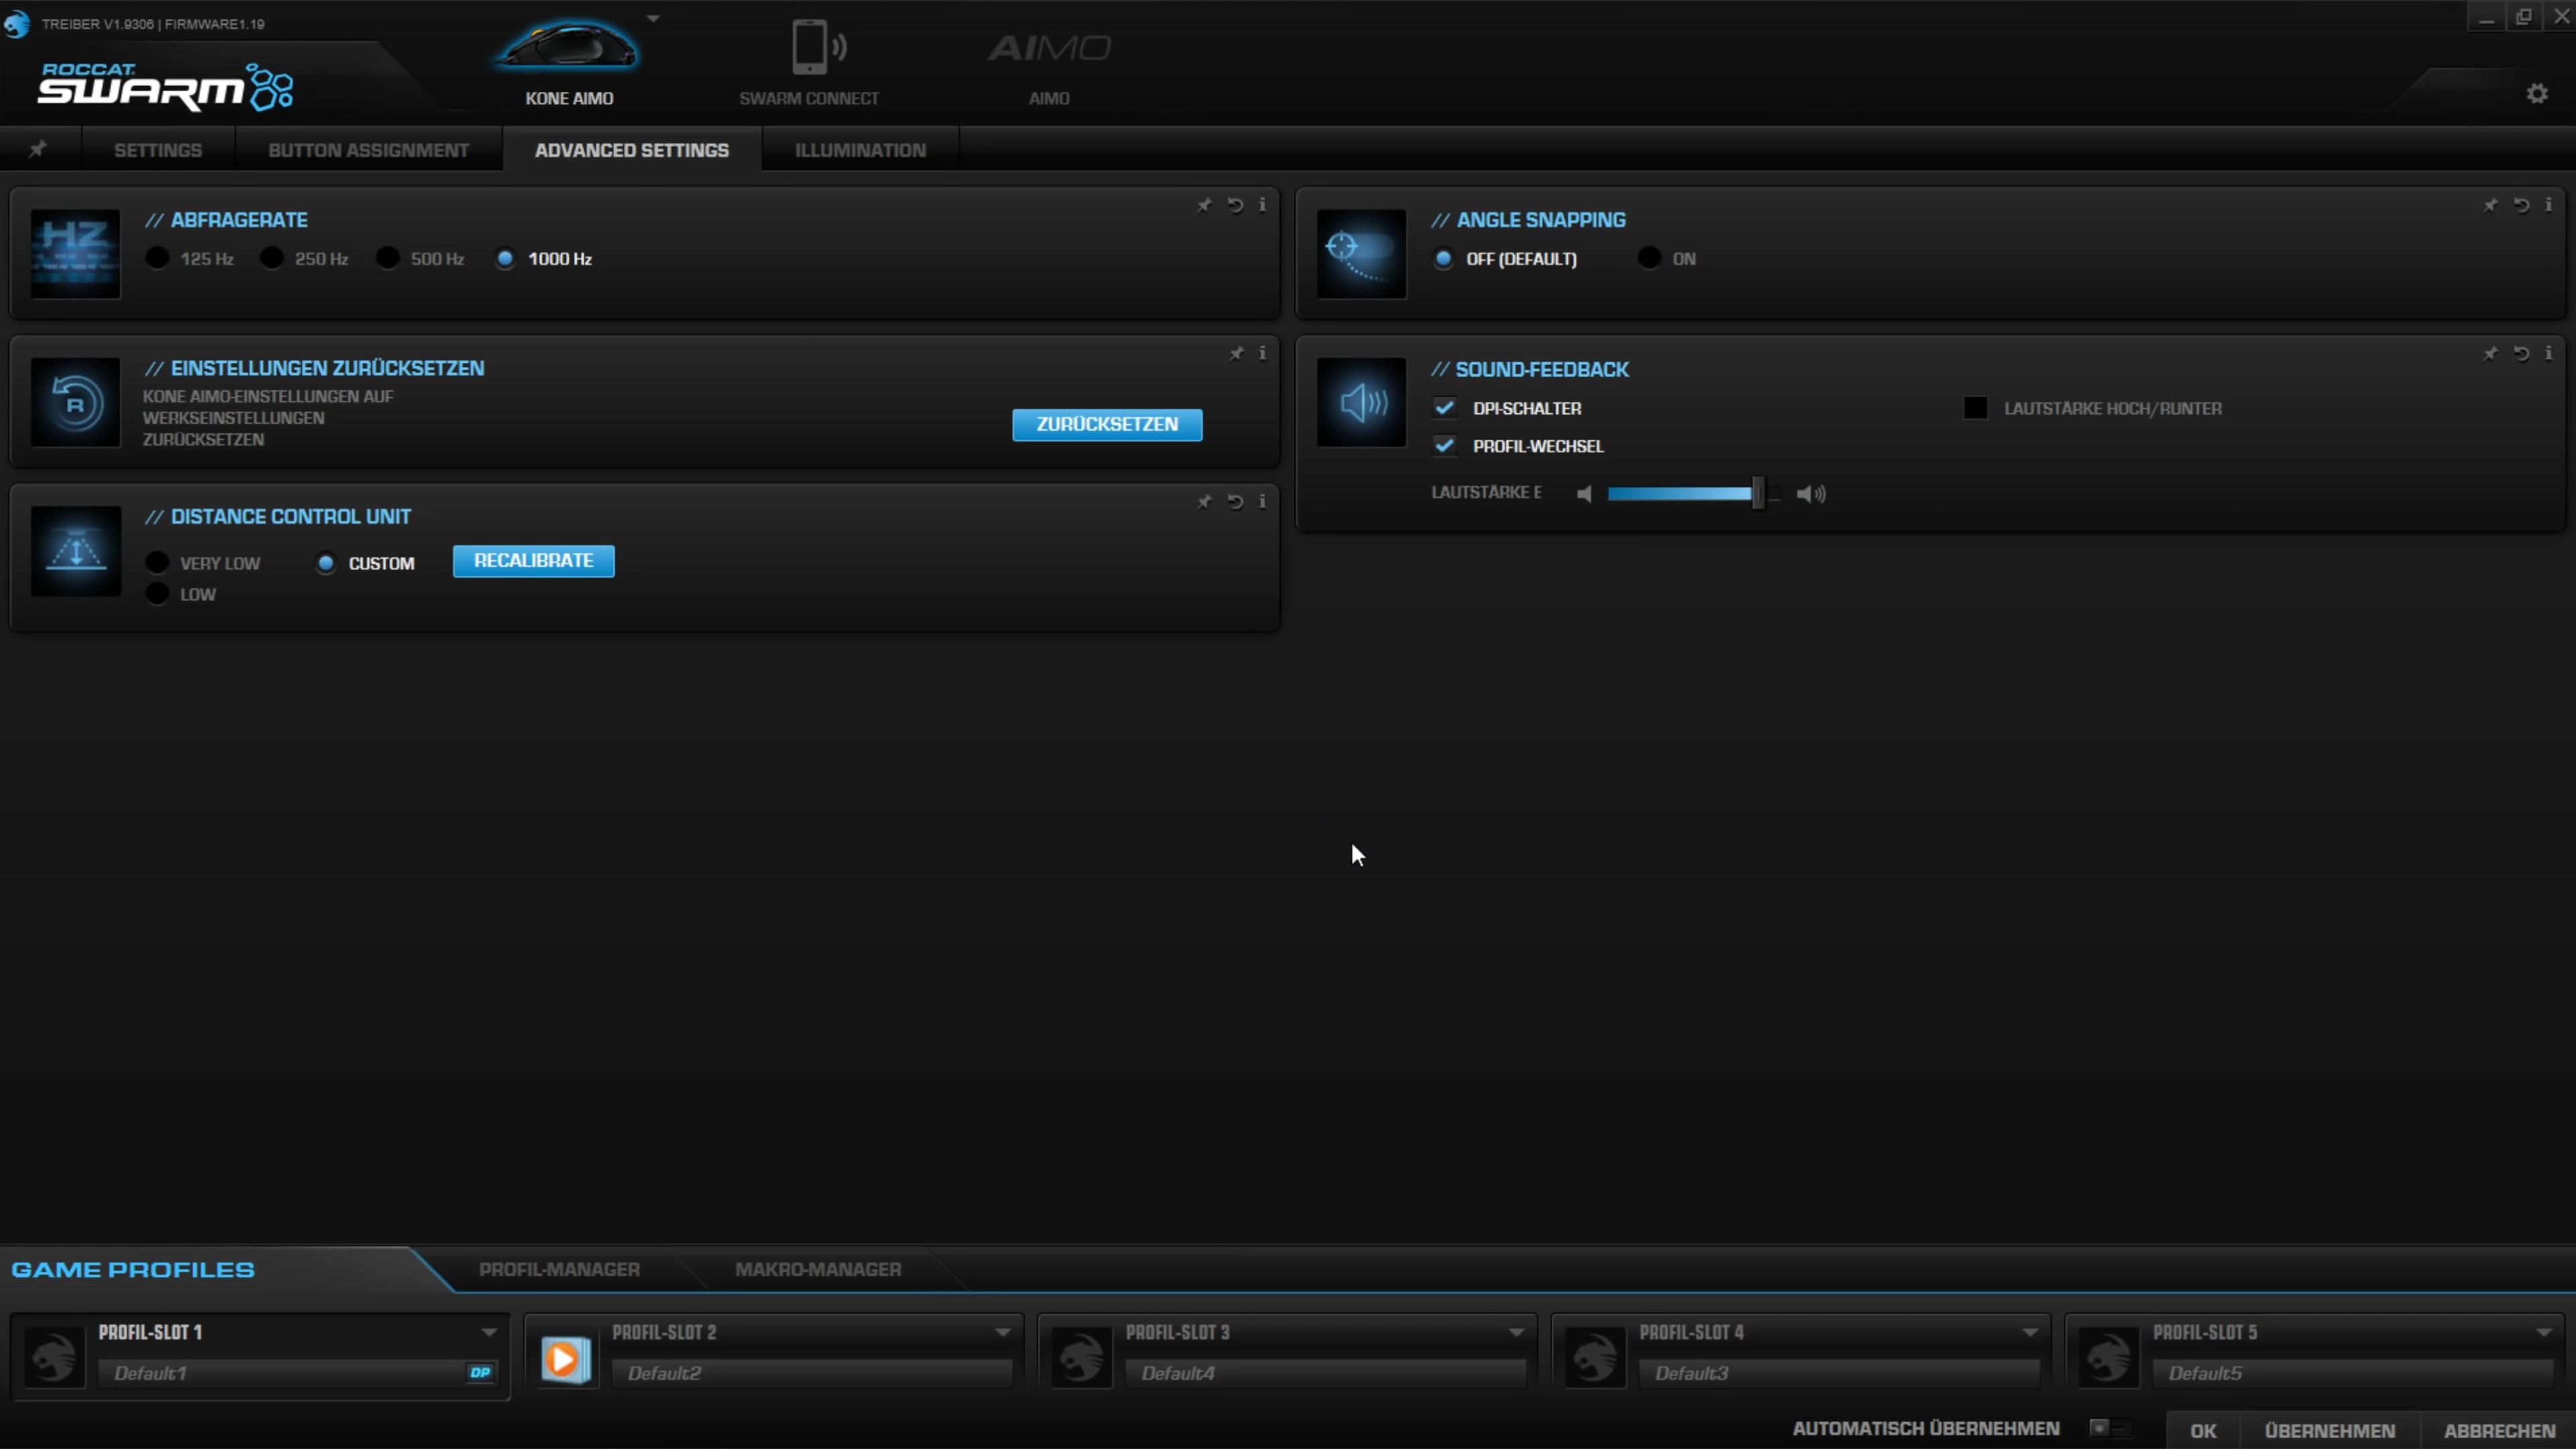 TREIBER V1.9306 | FIRMWARE1.19
ROCCAT
SWARM
KONE AIMO
SWARM CONNECT
AIMO
AIMO
SETTINGS
BUTTON ASSIGNMENT
ADVANCED SETTINGS
ILLUMINATION
HZ
// ABFRAGERATE
125 Hz
250 Hz
500 Hz
1000 Hz
// ANGLE SNAPPING
OFF (DEFAULT)
ON
R
// EINSTELLUNGEN ZURÜCKSETZEN
KONE AIMO-EINSTELLUNGEN AUF
WERKSEINSTELLUNGEN
ZURÜCKSETZEN
ZURÜCKSETZEN
// SOUND-FEEDBACK
DPI-SCHALTER
LAUTSTÄRKE HOCH/RUNTER
PROFIL-WECHSEL
LAUTSTÄRKE E
// DISTANCE CONTROL UNIT
VERY LOW
CUSTOM
RECALIBRATE
LOW
GAME PROFILES
PROFIL-MANAGER
MAKRO-MANAGER
PROFIL-SLOT 1
Default1
DP
PROFIL-SLOT 2
Default2
PROFIL-SLOT 3
Default4
PROFIL-SLOT 4
Default3
PROFIL-SLOT 5
Default5
AUTOMATISCH ÜBERNEHMEN
OK
ÜBERNEHMEN
ABBRECHEN